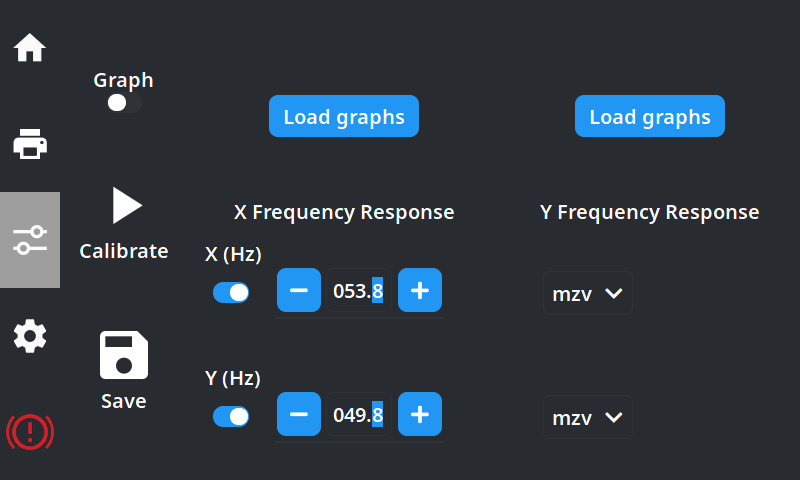 Graph
Load graphs
Load graphs
X Frequency Response
Y Frequency Response
Calibrate
X (Hz)
053.8
mzv
Save
Y (Hz)
049.8
mzv